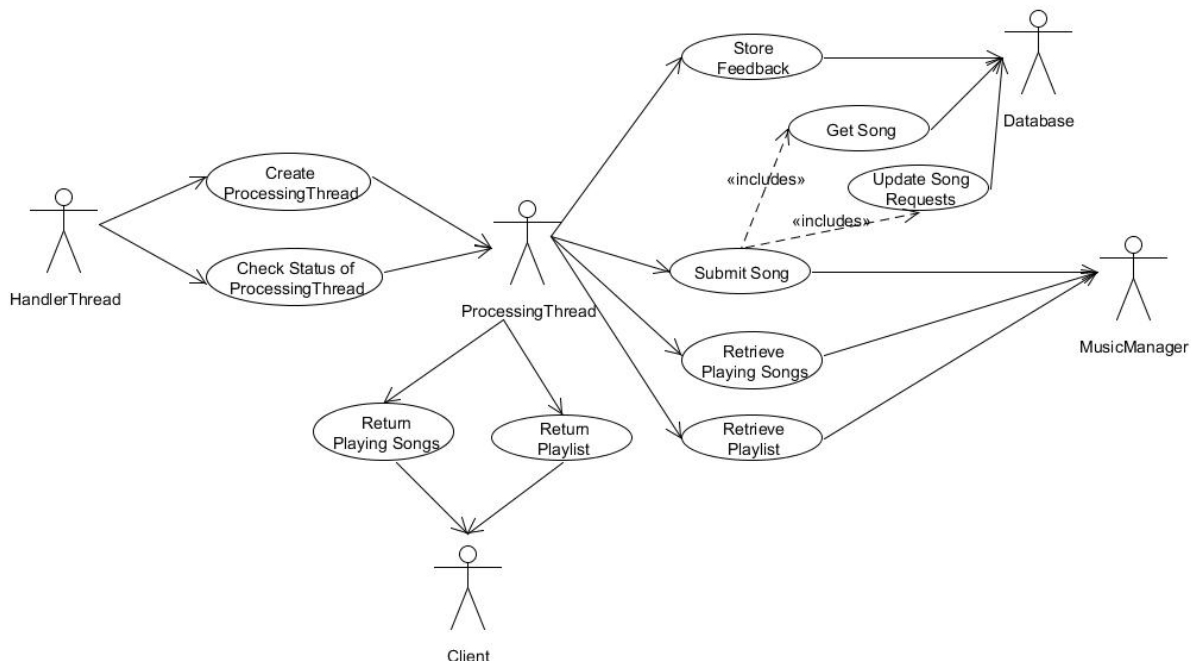 Store
Feedback
Database
Get Song
«includes»
Update Song
Requests
«includes»
Create
ProcessingThread
HandlerThread
Check Status of
ProcessingThread
ProcessingThread
Submit Song
MusicManager
Retrieve
Playing Songs
Return
Playing Songs
Return
Playlist
Retrieve
Playlist
Client